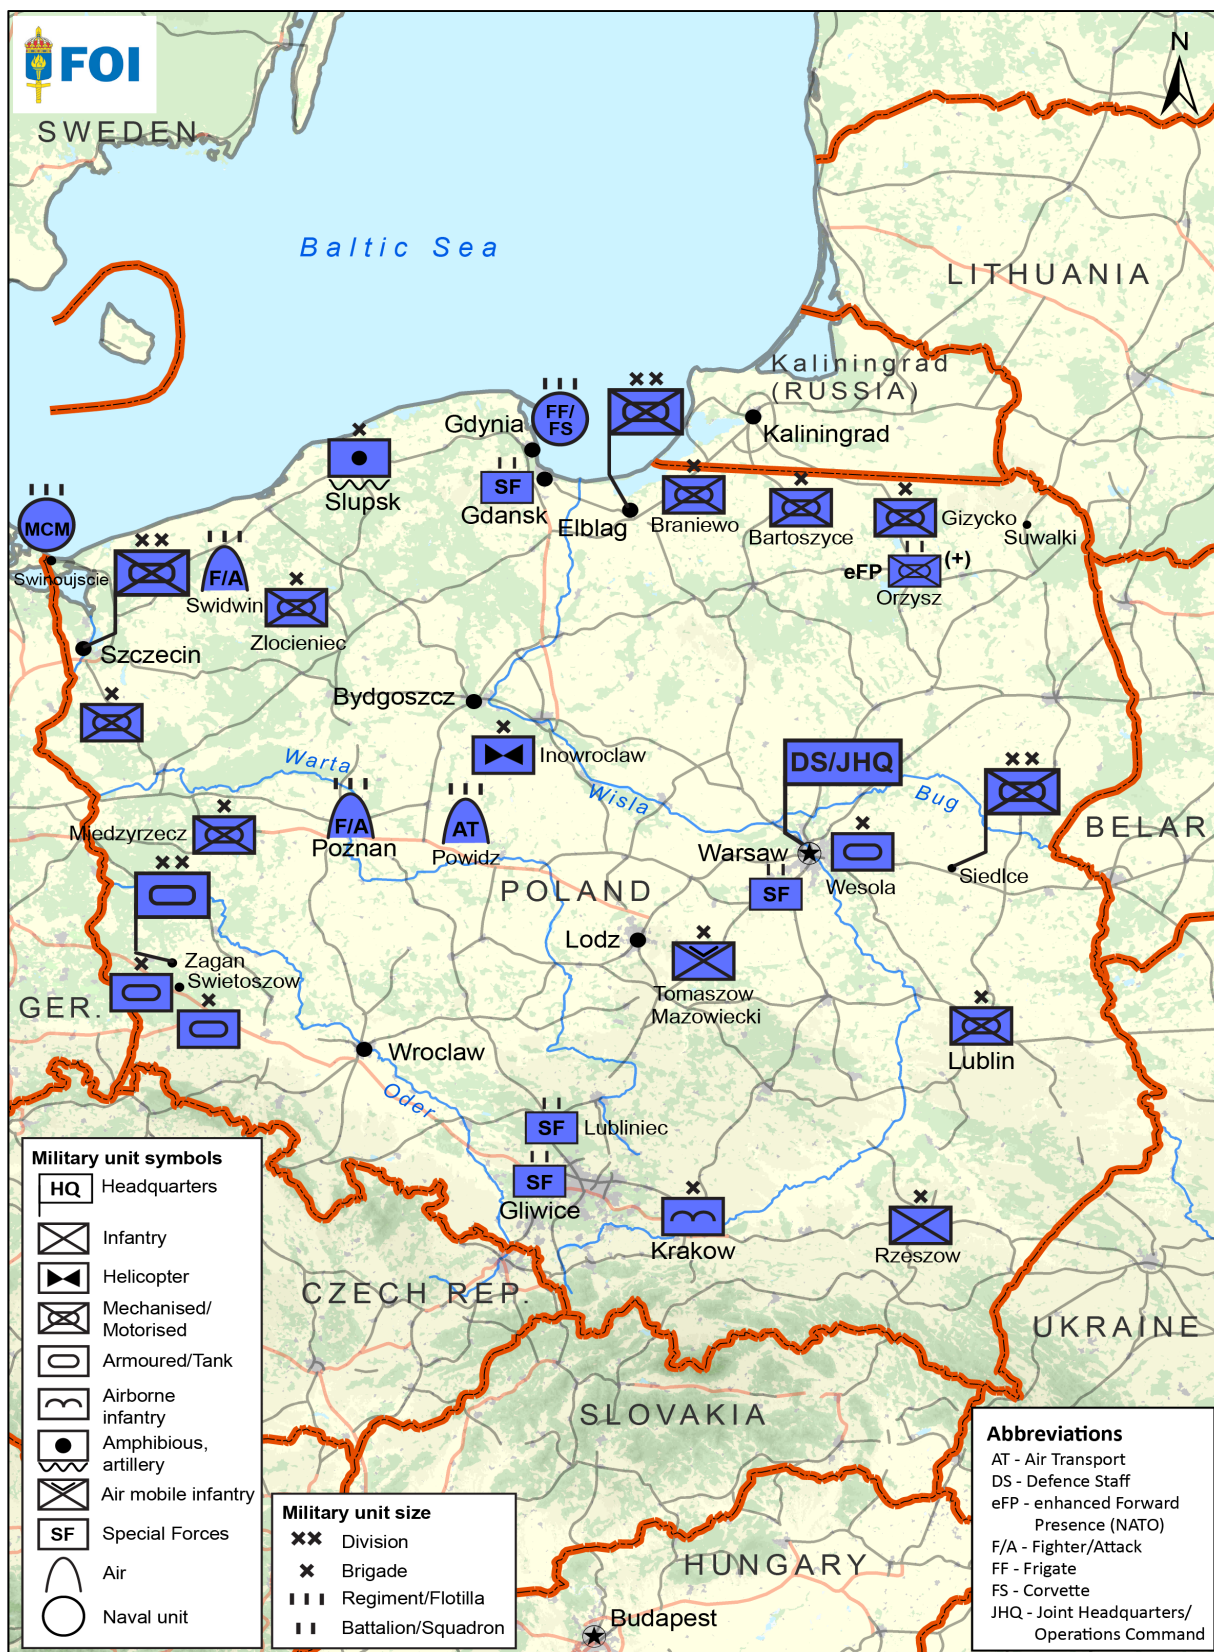 FOI
N
SWEDEN
Baltic Sea
LITHUANIA
Kaliningrad
(RUSSIA)
Gdynia
FF/
FS
Kaliningrad
Slupsk
SF
Gdansk
Elblag
Braniewo
Bartoszyce
Gizycko
Suwalki
MCM
Swinoujscie
F/A
Swidwin
Zlocieniec
eFP
(+)
Orzysz
Szczecin
Bydgoszcz
Inowroclaw
Warta
Wisla
DS/JHQ
Bug
BELAR
Miedzyrzecz
F/A
Poznan
AT
Powidz
Warsaw
Wesola
Siedlce
SF
POLAND
Lodz
Zagan
Swietoszow
GER.
Tomaszow
Mazowiecki
Lublin
Wroclaw
Oder
SF
Lubliniec
SF
Gliwice
Krakow
Rzeszow
CZECH REP.
UKRAINE
SLOVAKIA
HUNGARY
Budapest
Military unit symbols
HQ
Headquarters
Infantry
Helicopter
Mechanised/
Motorised
Armoured/Tank
Airborne
infantry
Amphibious,
artillery
Air mobile infantry
SF
Special Forces
Air
Naval unit
Military unit size
Division
Brigade
Regiment/Flotilla
Battalion/Squadron
Abbreviations
AT - Air Transport
DS - Defence Staff
eFP - enhanced Forward
Presence (NATO)
F/A - Fighter/Attack
FF - Frigate
FS - Corvette
JHQ - Joint Headquarters/
Operations Command